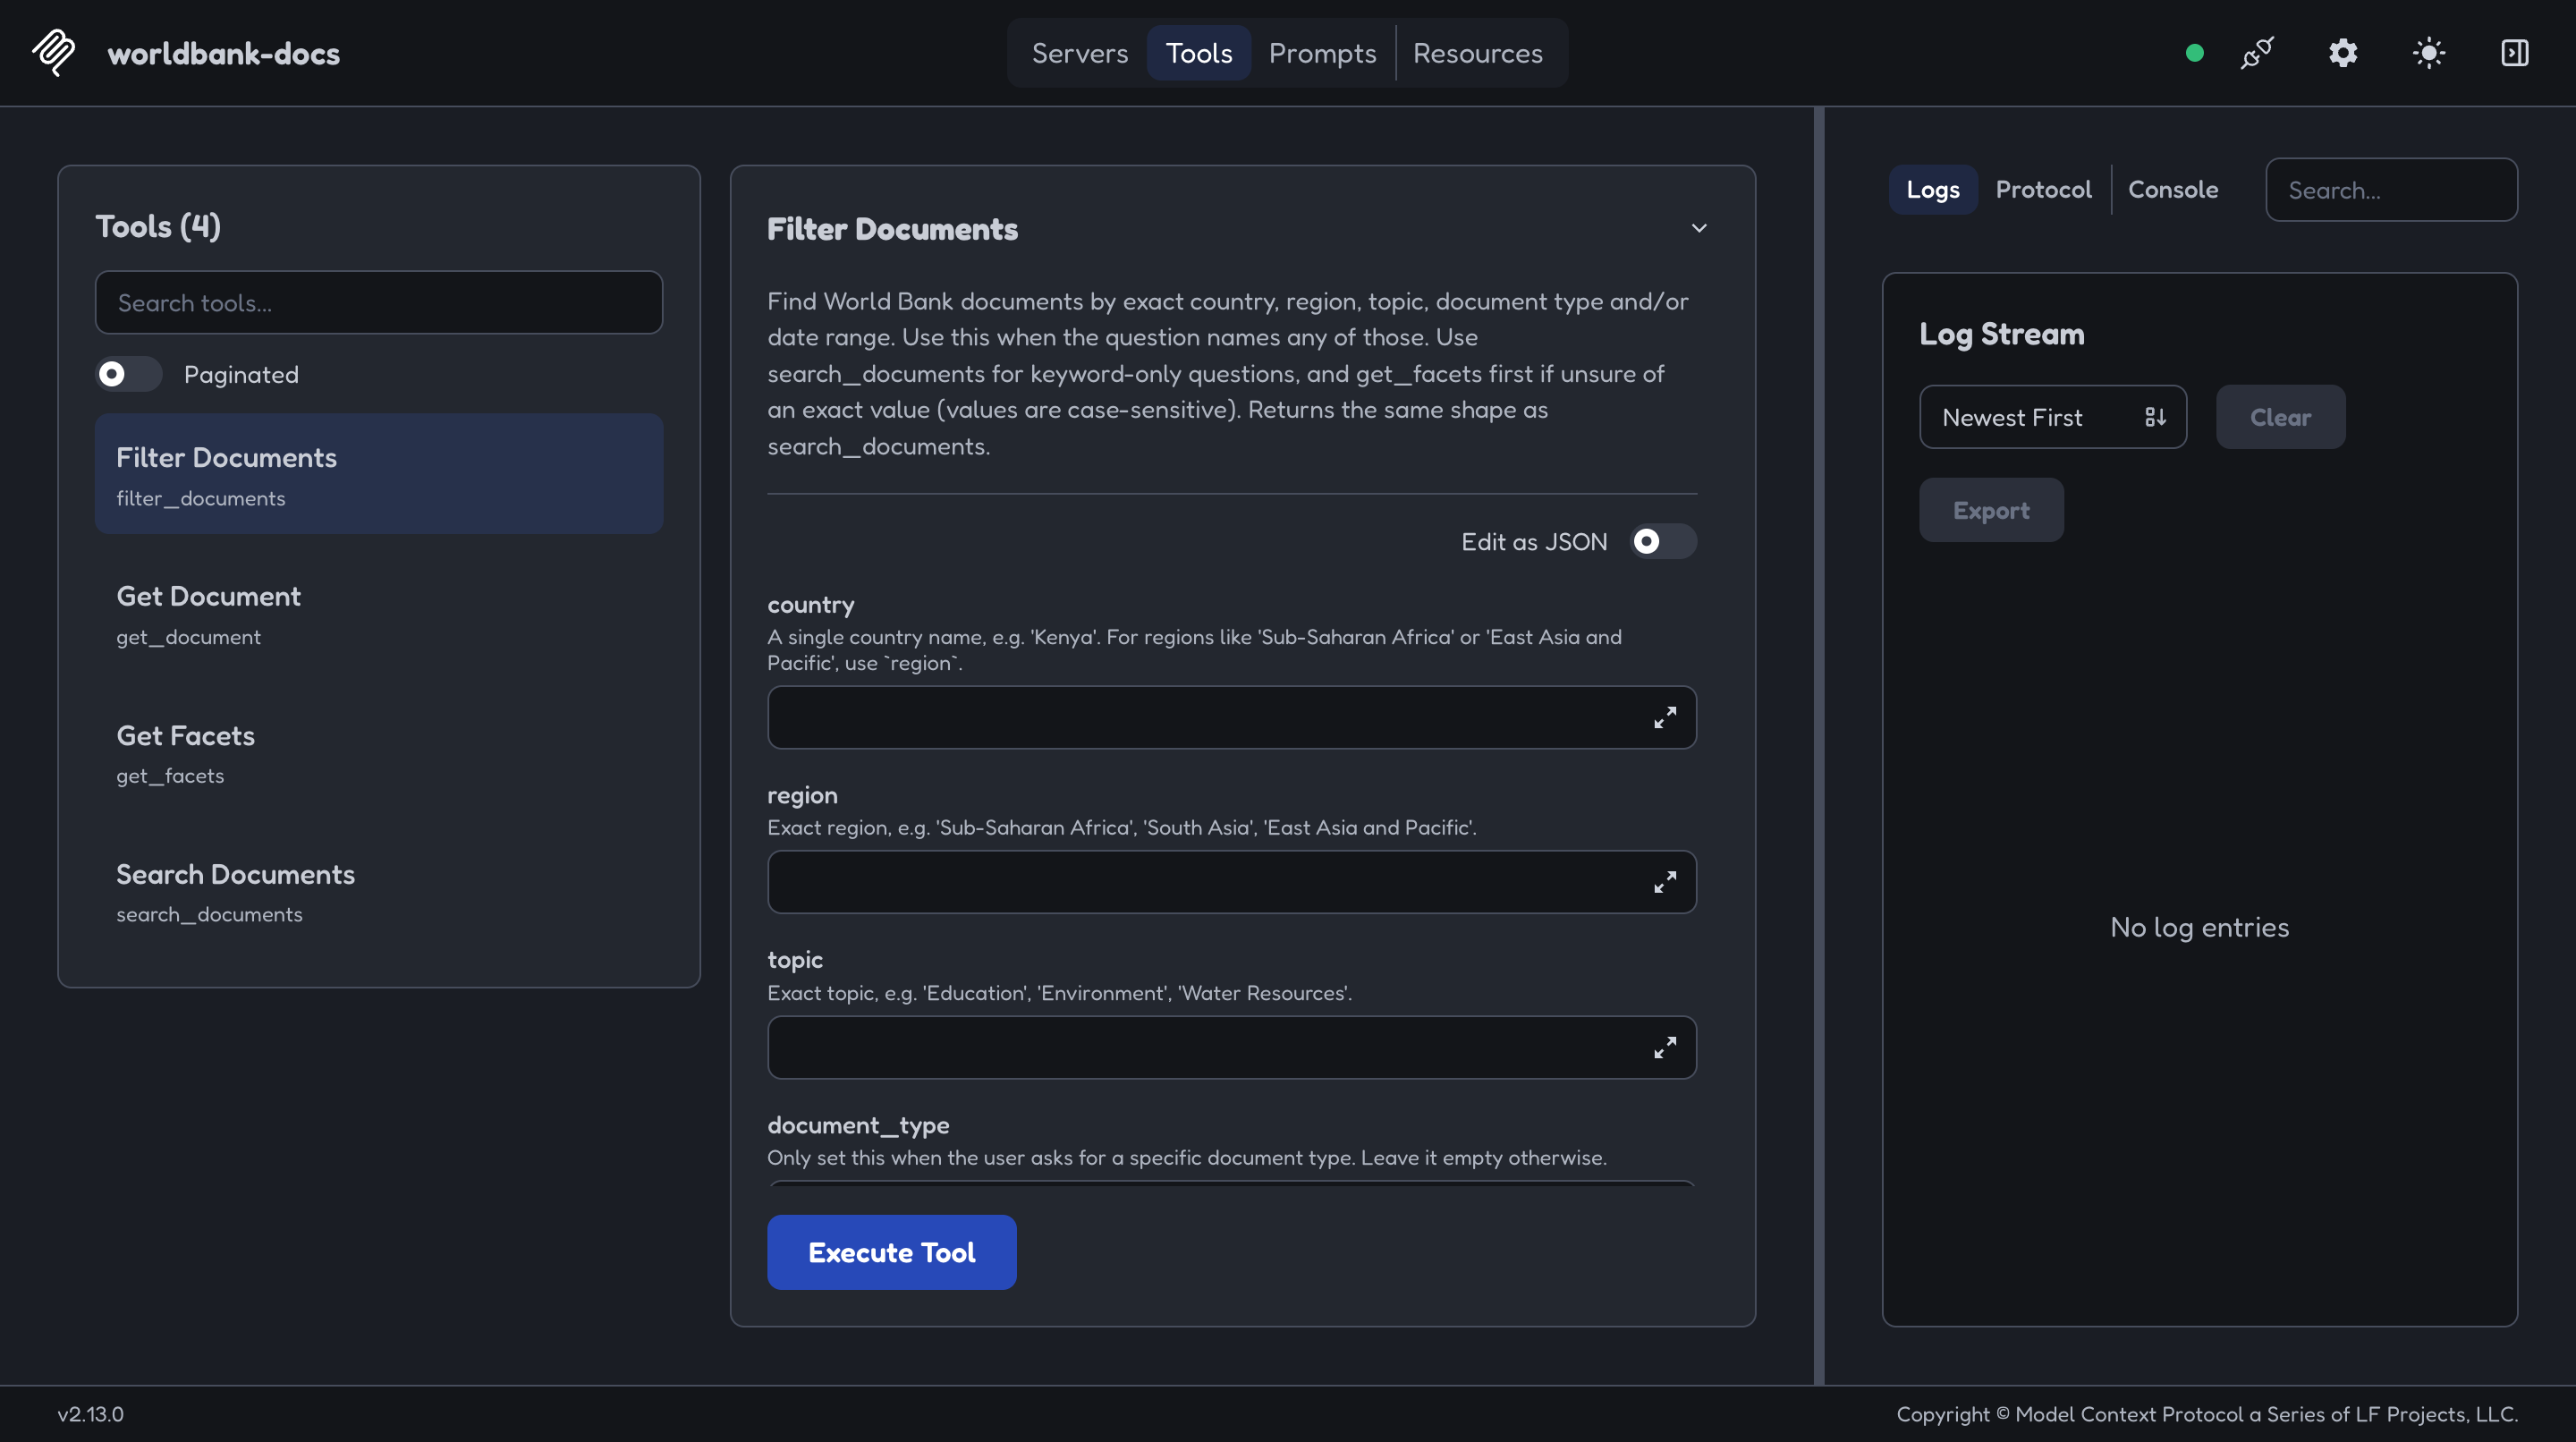 worldbank-docs
Servers
Tools
Prompts
Resources
Tools (4)
Search tools...
Paginated
Filter Documents
filter_documents
Get Document
get_document
Get Facets
get_facets
Search Documents
search_documents
Filter Documents
Find World Bank documents by exact country, region, topic, document type and/or
date range. Use this when the question names any of those. Use
search_documents for keyword-only questions, and get_facets first if unsure of
an exact value (values are case-sensitive). Returns the same shape as
search_documents.
Edit as JSON
country
A single country name, e.g. 'Kenya'. For regions like 'Sub-Saharan Africa' or 'East Asia and
Pacific', use `region`.
region
Exact region, e.g. 'Sub-Saharan Africa', 'South Asia', 'East Asia and Pacific'.
topic
Exact topic, e.g. 'Education', 'Environment', 'Water Resources'.
document_type
Only set this when the user asks for a specific document type. Leave it empty otherwise.
Execute Tool
Logs
Protocol
Console
Search...
Log Stream
Newest First
Clear
Export
No log entries
v2.13.0
Copyright © Model Context Protocol a Series of LF Projects, LLC.